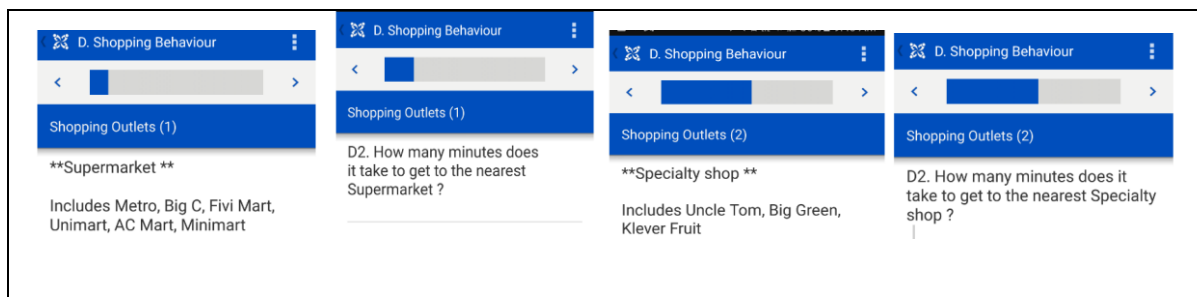 D. Shopping Behaviour
Shopping Outlets (1)
**Supermarket **
Includes Metro, Big C, Fivi Mart,
Unimart, AC Mart, Minimart
D. Shopping Behaviour
Shopping Outlets (1)
D2. How many minutes does
it take to get to the nearest
Supermarket ?
D. Shopping Behaviour
Shopping Outlets (2)
**Specialty shop **
Includes Uncle Tom, Big Green,
Klever Fruit
D. Shopping Behaviour
Shopping Outlets (2)
D2. How many minutes does it
take to get to the nearest Specialty
shop ?